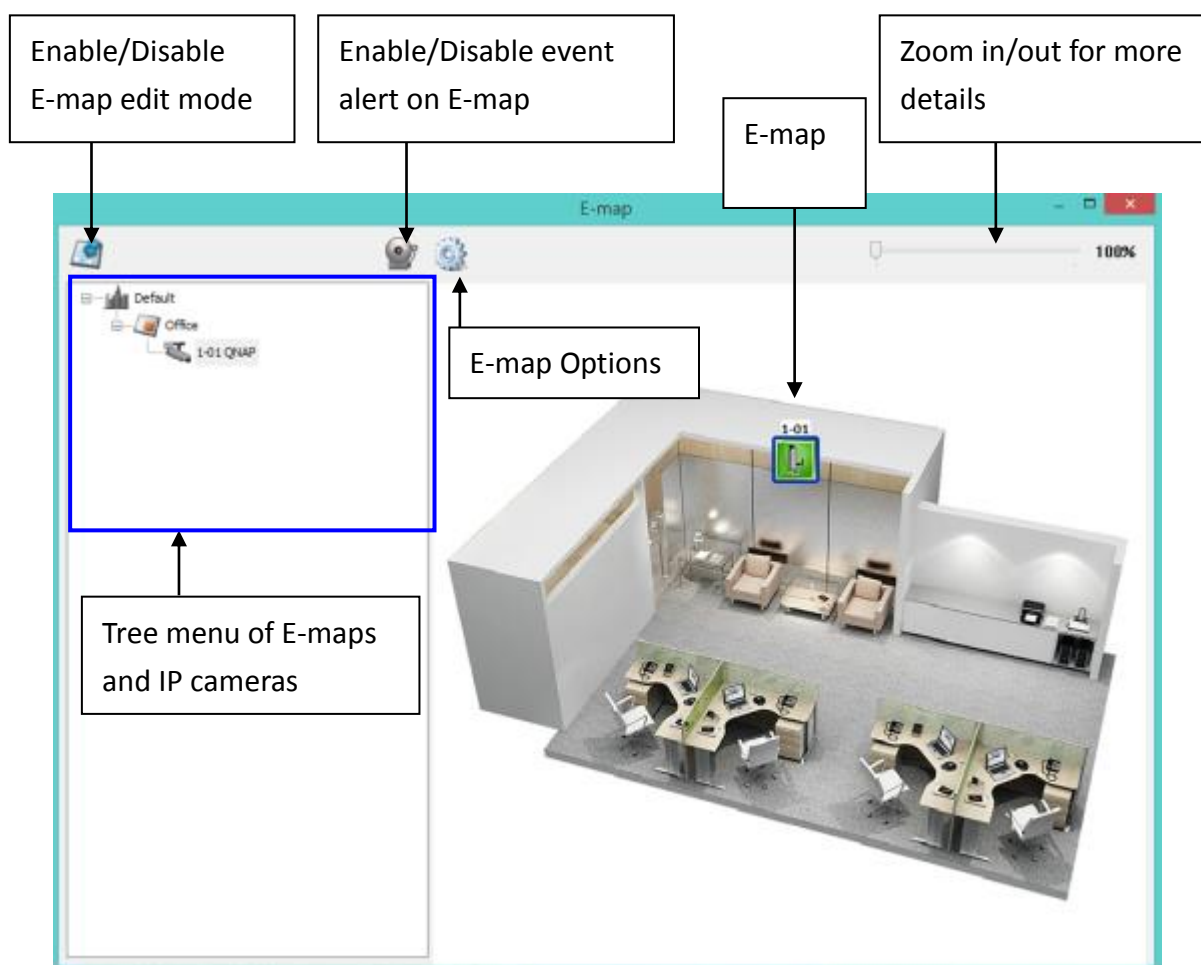 Enable/Disable
E-map edit mode
Enable/Disable event
alert on E-map
E-map
Zoom in/out for more
details
E-map
100%
Default
Office
1-01 QNAP
E-map Options
1-01
Tree menu of E-maps
and IP cameras